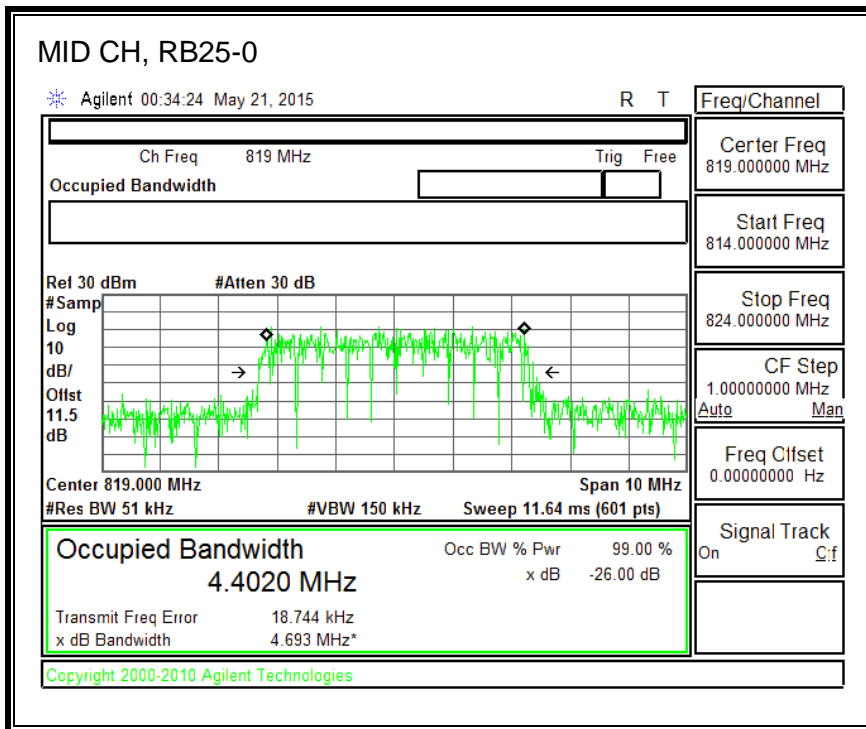 MID CH, RB25-0
Agilent 00:34:24 May 21, 2015 R T
Freq/Channel
Ch Freq 819 MHz Trig Free
Occupied Bandwidth
Center Freq
819.000000 MHz
Start Freq
814.000000 MHz
Stop Freq
824.000000 MHz
CF Step
1.00000000 MHz
Auto Man
Freq Offset
0.00000000 Hz
Signal Track
On Off
Ref 30 dBm #Atten 30 dB
#Samp
Log
10
dB/
Offst
11.5
dB
Center 819.000 MHz Span 10 MHz
#Res BW 51 kHz #VBW 150 kHz Sweep 11.64 ms (601 pts)
Occupied Bandwidth
4.4020 MHz
Occ BW % Pwr 99.00 %
x dB -26.00 dB
Transmit Freq Error 18.744 kHz
x dB Bandwidth 4.693 MHz*
Copyright 2000-2010 Agilent Technologies